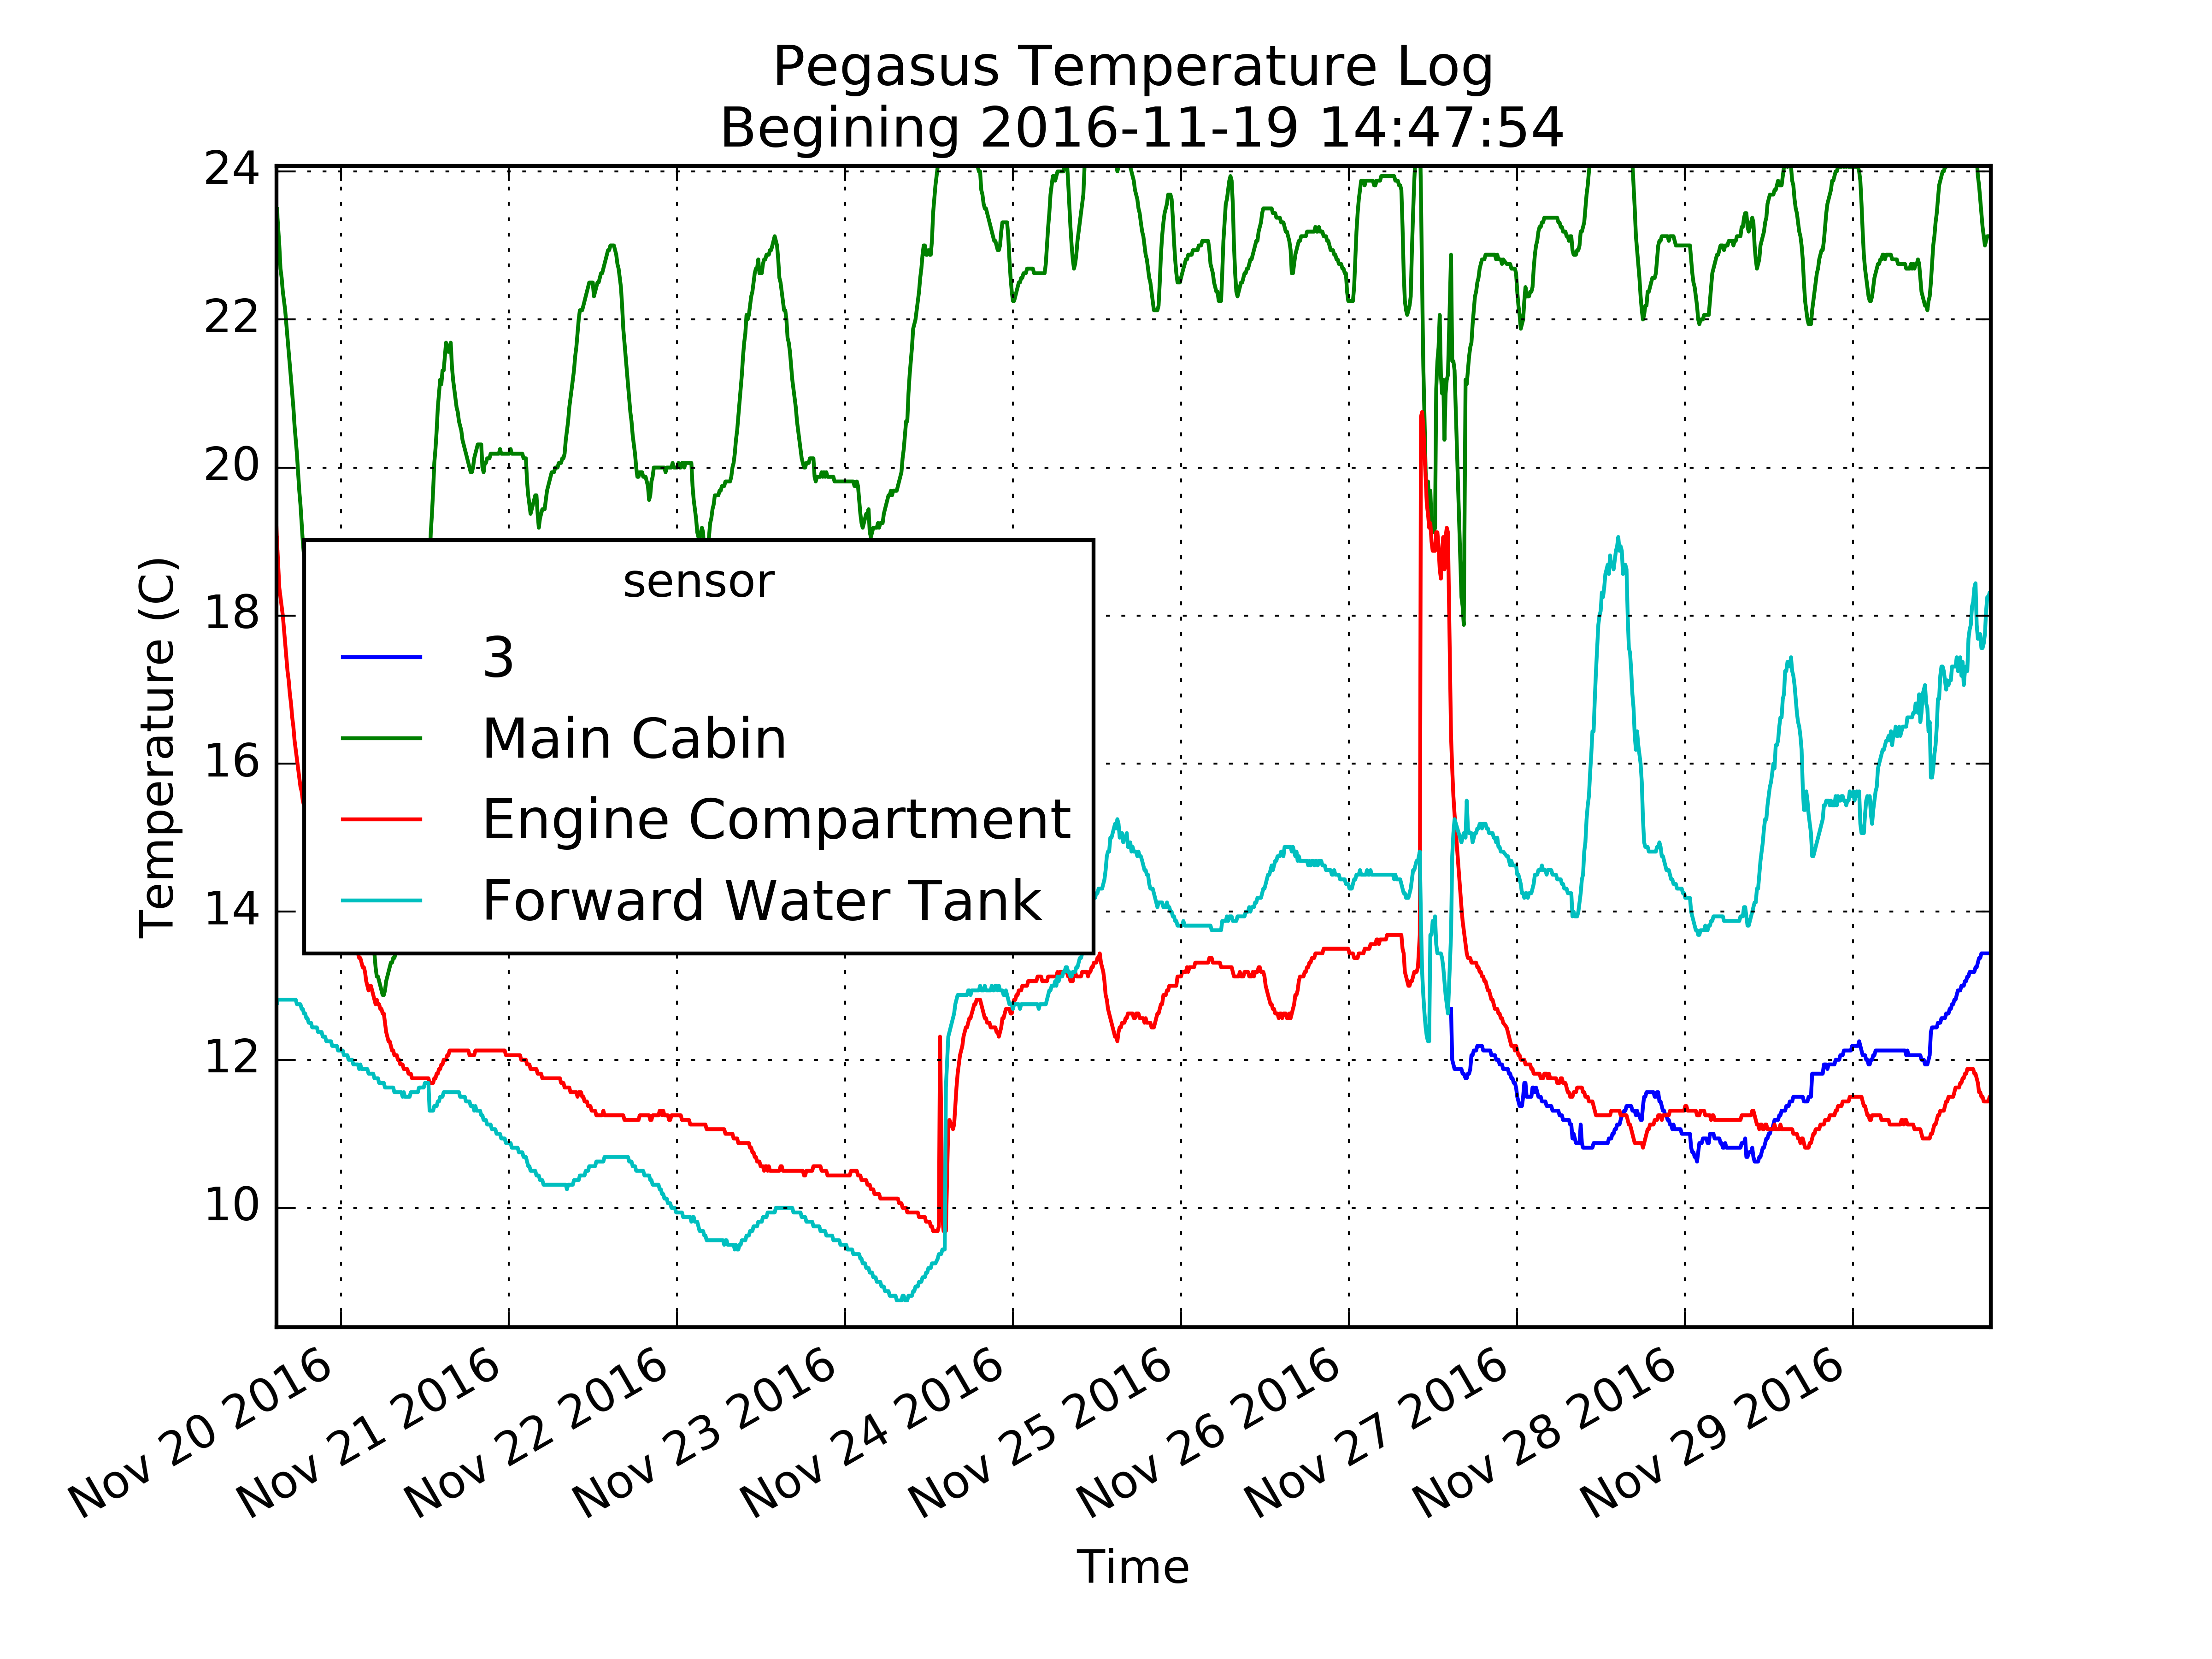 Pegasus Temperature Log
Begining 2016-11-19 14:47:54
24
22
20
18
16
14
12
10
Temperature (C)
sensor
3
Main Cabin
Engine Compartment
Forward Water Tank
Nov 20 2016
Nov 21 2016
Nov 22 2016
Nov 23 2016
Nov 24 2016
Nov 25 2016
Nov 26 2016
Nov 27 2016
Nov 28 2016
Nov 29 2016
Time